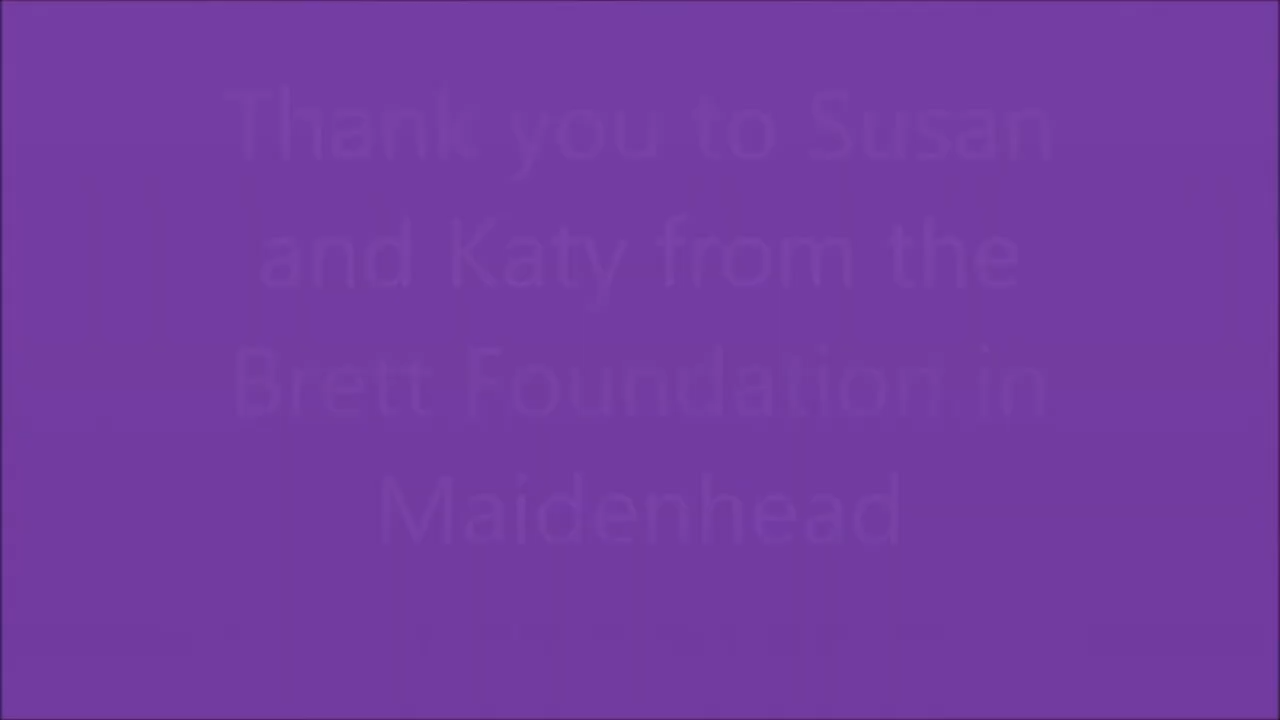 Thank you to Susan
and Katy from the
Brett Foundation in
Maidenhead